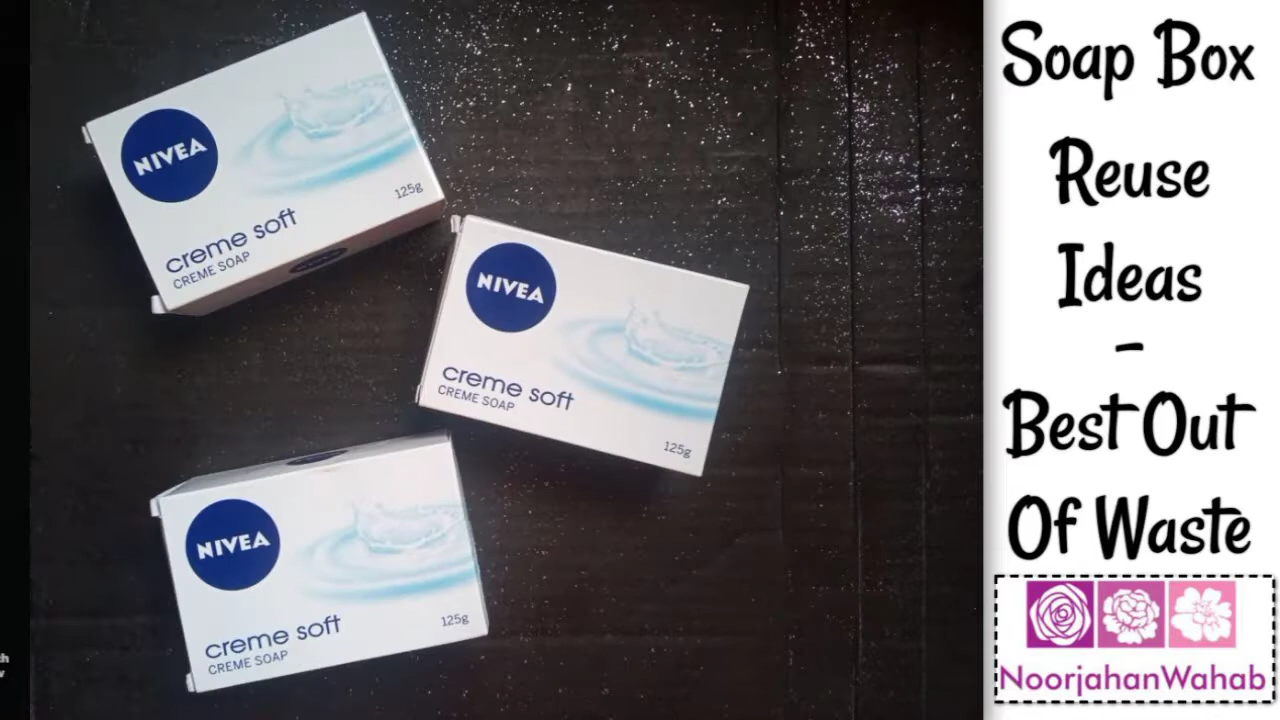 NIVEA
125g
creme soft
CREME SOAP
NIVEA
creme soft
CREME SOAP
125g
NIVEA
125g
creme soft
CREME SOAP
Soap Box
Reuse
Ideas
-
Best Out
Of Waste
NoorjahanWahab